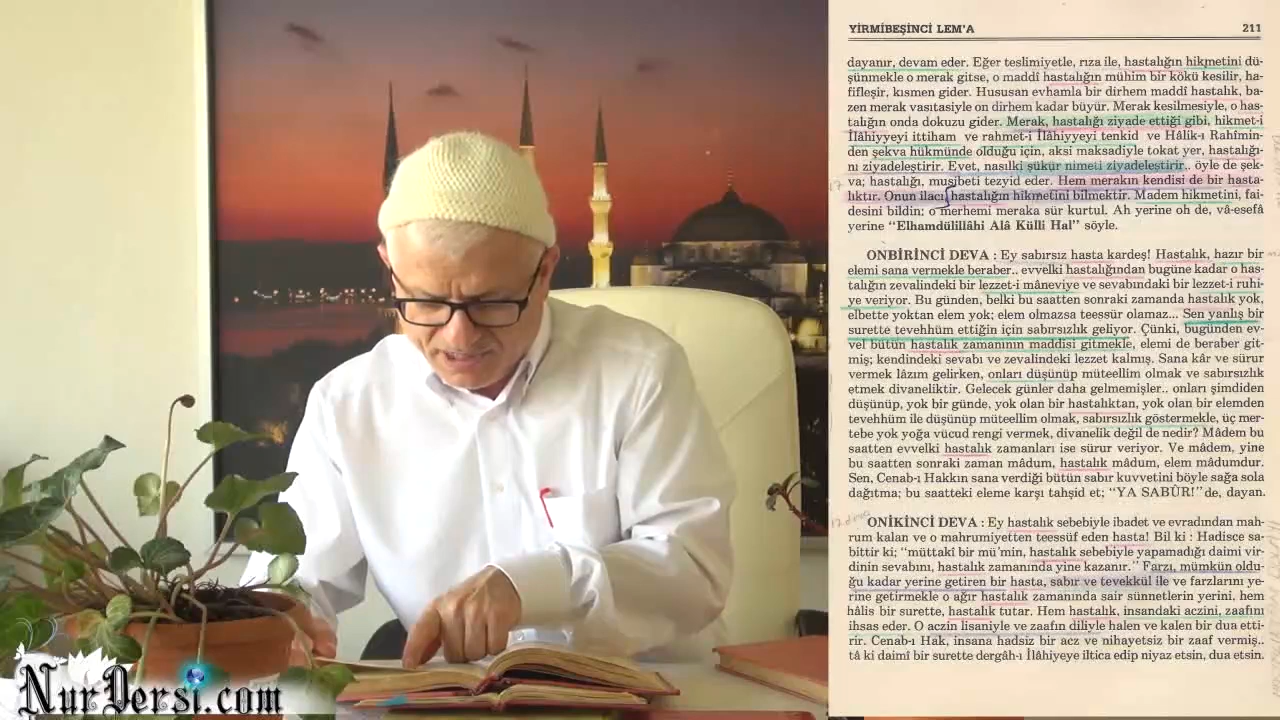 YİRMİBEŞİNCİ LEM'A 211
dayanır, devam eder. Eğer teslimiyetle, rıza ile, hastalığın hikmetini dü-
şünmekle o merak gitse, o maddî hastalığın mühim bir kökü kesilir, ha-
fifleşir, kısmen gider. Hususan evhamla bir dirhem maddî hastalık, ba-
zen merak vasıtasiyle on dirhem kadar büyür. Merak kesilmesiyle, o has-
talığın onda dokuzu gider. Merak, hastalığı ziyade ettiği gibi, hikmet-i
İlâhiyyeyi ittiham ve rahmet-i İlâhiyyeyi tenkid ve Hâlik-ı Rahîmin-
den şekva hükmünde olduğu için, aksi maksadiyle tokat yer, hastalığı-
nı ziyadeleştirir. Evet, nasılki şükür nimeti ziyadeleştirir.. öyle de şek-
va; hastalığı, musibeti tezyid eder. Hem merakın kendisi de bir hasta-
lıktır. Onun ilacı hastalığın hikmetini bilmektir. Madem hikmetini, fai-
desini bildin; o merhemi meraka sür kurtul. Ah yerine oh de, vâ-esefâ
yerine "Elhamdülillâhi Alâ Külli Hal" söyle.
ONBİRİNCİ DEVA : Ey sabırsız hasta kardeş! Hastalık, hazır bir
elemi sana vermekle beraber.. evvelki hastalığından bugüne kadar o has-
talığın zevalindeki bir lezzet-i mâneviye ve sevabındaki bir lezzet-i ruhi-
ye veriyor. Bu günden, belki bu saatten sonraki zamanda hastalık yok,
elbette yoktan elem yok; elem olmazsa teessür olamaz... Sen yanlış bir
surette tevehhüm ettiğin için sabırsızlık geliyor. Çünki, bugünden ev-
vel bütün hastalık zamanının maddîsi gitmekle, elemi de beraber git-
miş; kendindeki sevabı ve zevalindeki lezzet kalmış. Sana kâr ve sürur
vermek lâzım gelirken, onları düşünüp müteellim olmak ve sabırsızlık
etmek divaneliktir. Gelecek günler daha gelmemişler.. onları şimdiden
düşünüp, yok bir günde, yok olan bir hastalıktan, yok olan bir elemden
tevehhüm ile düşünüp müteellim olmak, sabırsızlık göstermekle, üç mer-
tebe yok yoğa vücud rengi vermek, divanelik değil de nedir? Mâdem bu
saatten evvelki hastalık zamanları ise sürur veriyor. Ve mâdem, yine
bu saatten sonraki zaman mâdum, hastalık mâdum, elem mâdumdur.
Sen, Cenab-ı Hakkın sana verdiği bütün sabır kuvvetini böyle sağa sola
dağıtma; bu saatteki eleme karşı tahşid et; "YA SABÛR!" de, dayan.
ONİKİNCİ DEVA : Ey hastalık sebebiyle ibadet ve evradından mah-
rum kalan ve o mahrumiyetten teessüf eden hasta! Bil ki : Hadisce sa-
bittir ki; "müttakî bir mü'min, hastalık sebebiyle yapamadığı daimî vir-
dinin sevabını, hastalık zamanında yine kazanır." Farzı, mümkün oldu-
ğu kadar yerine getiren bir hasta, sabır ve tevekkül ile ve farzlarını ye-
rine getirmekle o ağır hastalık zamanında sair sünnetlerin yerini, hem
hâlis bir surette, hastalık tutar. Hem hastalık, insandaki aczini, zaafını
ihsas eder. O aczin lisaniyle ve zaafın diliyle halen ve kalen bir dua etti-
rir. Cenab-ı Hak, insana hadsiz bir acz ve nihayetsiz bir zaaf vermiş..
tâ ki daimî bir surette dergâh-ı İlâhiyeye iltica edip niyaz etsin, dua etsin.
NurDersi.com